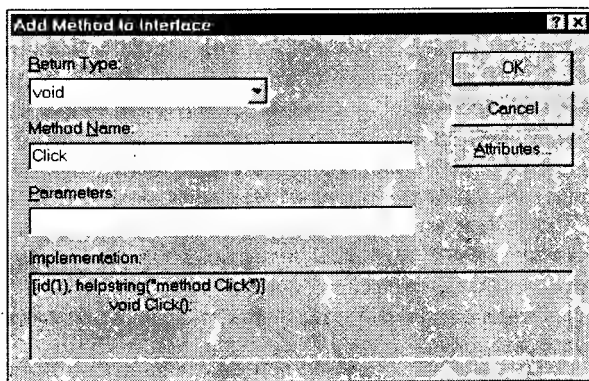 Add Method to Interface
Return Type:
void
OK
Cancel
Method Name:
Click
Attributes...
Parameters:
Implementation:
[id(1), helpstring("method Click")]
void Click();